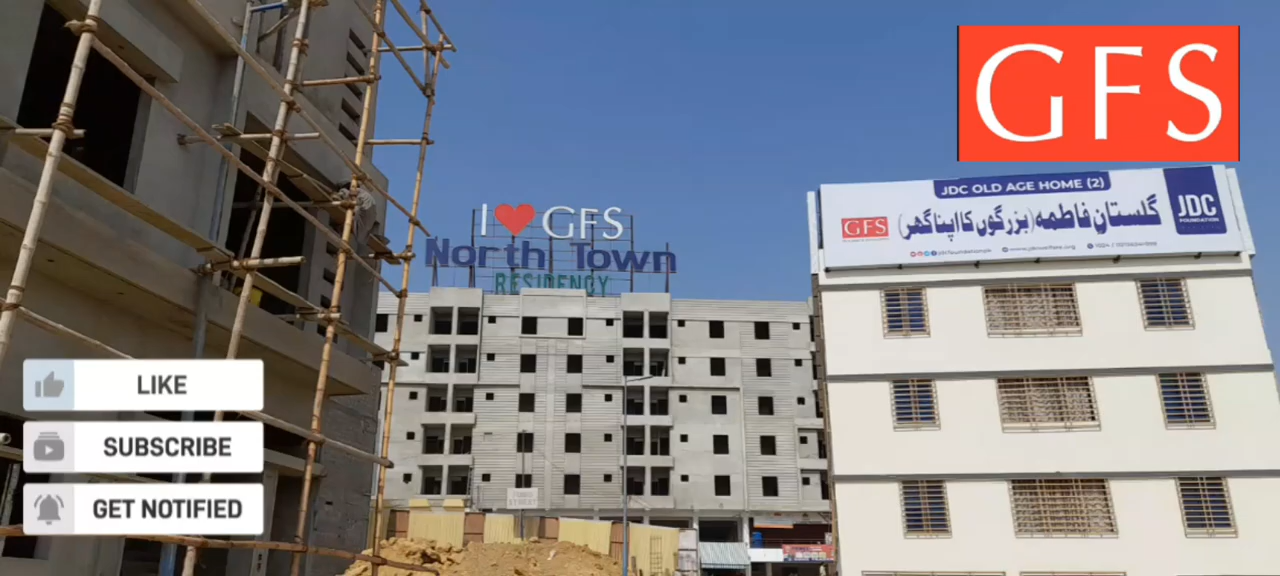 GFS
JDC OLD AGE HOME (2)
گلستانِ فاطمہ (بزرگوں کا اپنا گھر)
GFS
JDC
FOUNDATION
I ❤ GFS
North Town
RESIDENCY
LIKE
SUBSCRIBE
GET NOTIFIED